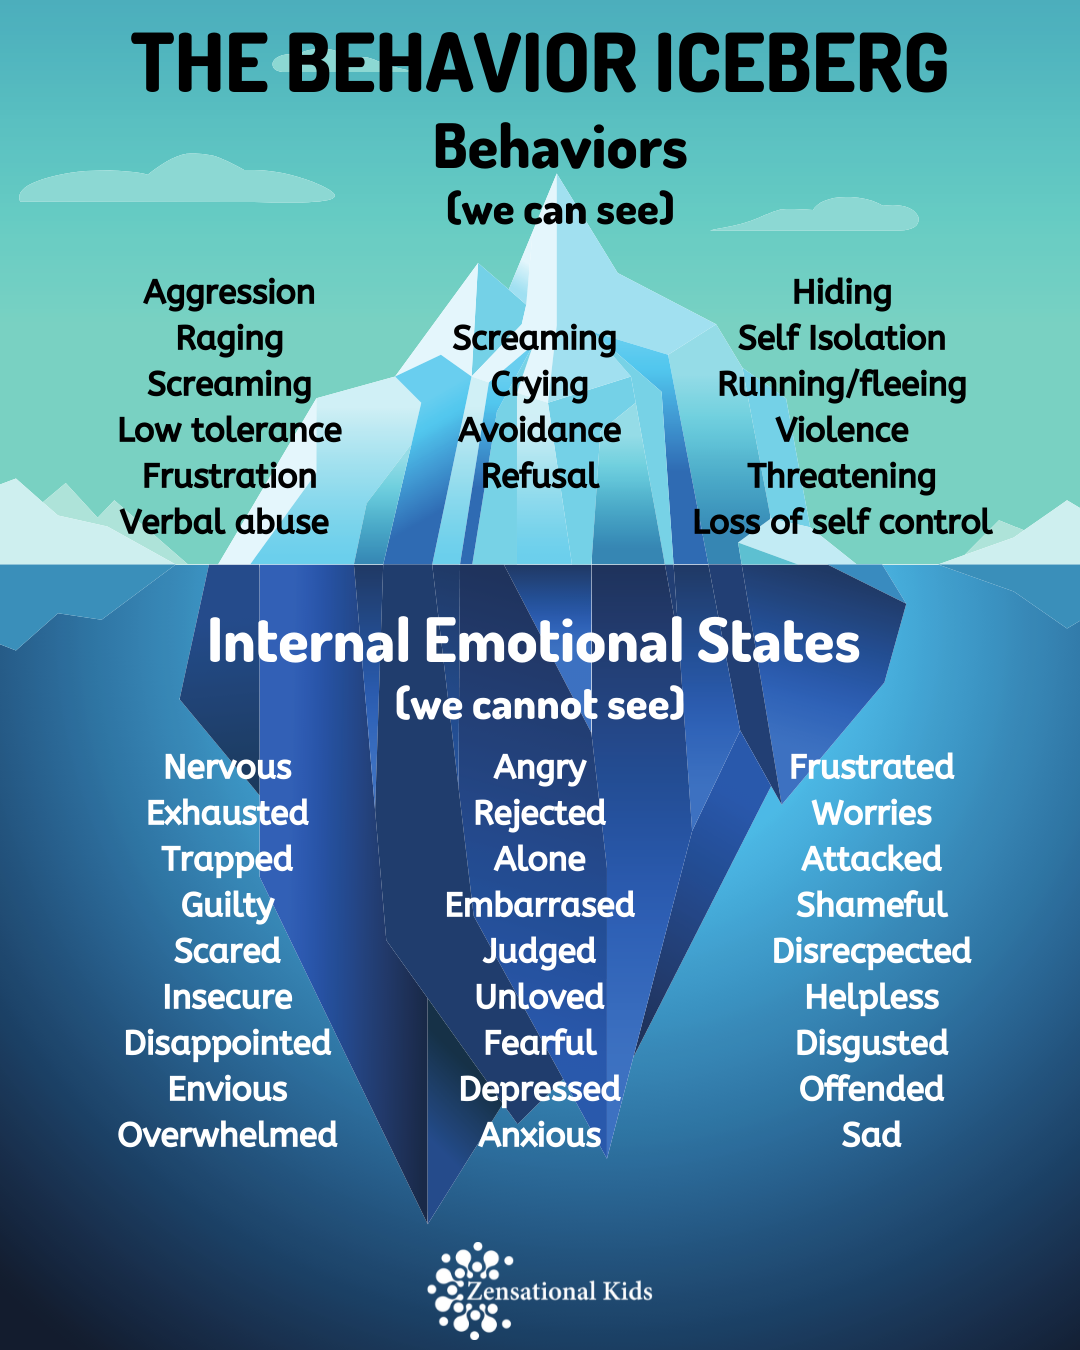 THE BEHAVIOR ICEBERG
Behaviors
(we can see)
Aggression
Raging
Screaming
Low tolerance
Frustration
Verbal abuse
Screaming
Crying
Avoidance
Refusal
Hiding
Self Isolation
Running/fleeing
Violence
Threatening
Loss of self control
Internal Emotional States
(we cannot see)
Nervous
Exhausted
Trapped
Guilty
Scared
Insecure
Disappointed
Envious
Overwhelmed
Angry
Rejected
Alone
Embarrased
Judged
Unloved
Fearful
Depressed
Anxious
Frustrated
Worries
Attacked
Shameful
Disrecpected
Helpless
Disgusted
Offended
Sad
Zensational Kids